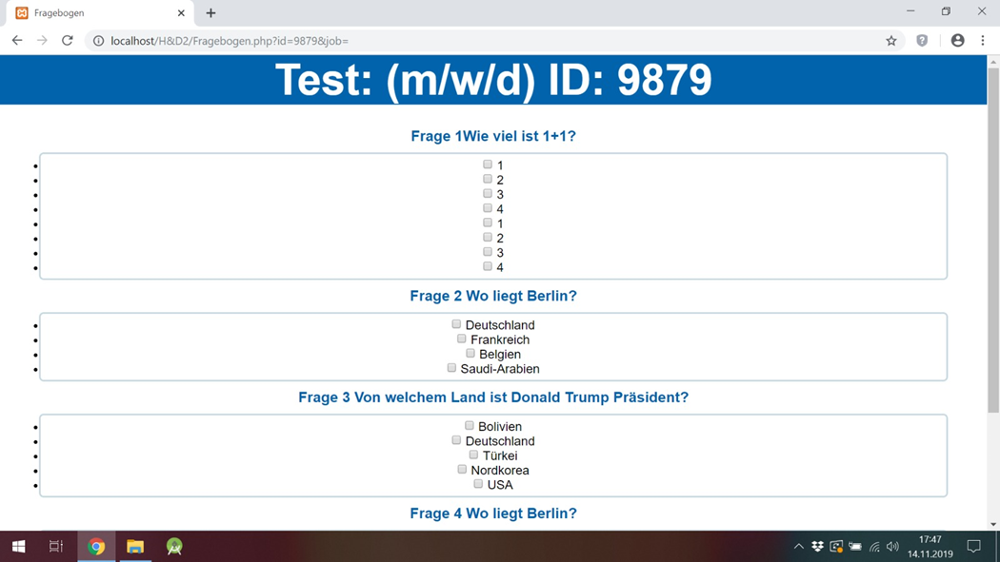 Fragebogen
localhost/H&D2/Fragebogen.php?id=9879&job=
Test: (m/w/d) ID: 9879
Frage 1Wie viel ist 1+1?
1
2
3
4
1
2
3
4
Frage 2 Wo liegt Berlin?
Deutschland
Frankreich
Belgien
Saudi-Arabien
Frage 3 Von welchem Land ist Donald Trump Präsident?
Bolivien
Deutschland
Türkei
Nordkorea
USA
Frage 4 Wo liegt Berlin?
17:47
14.11.2019